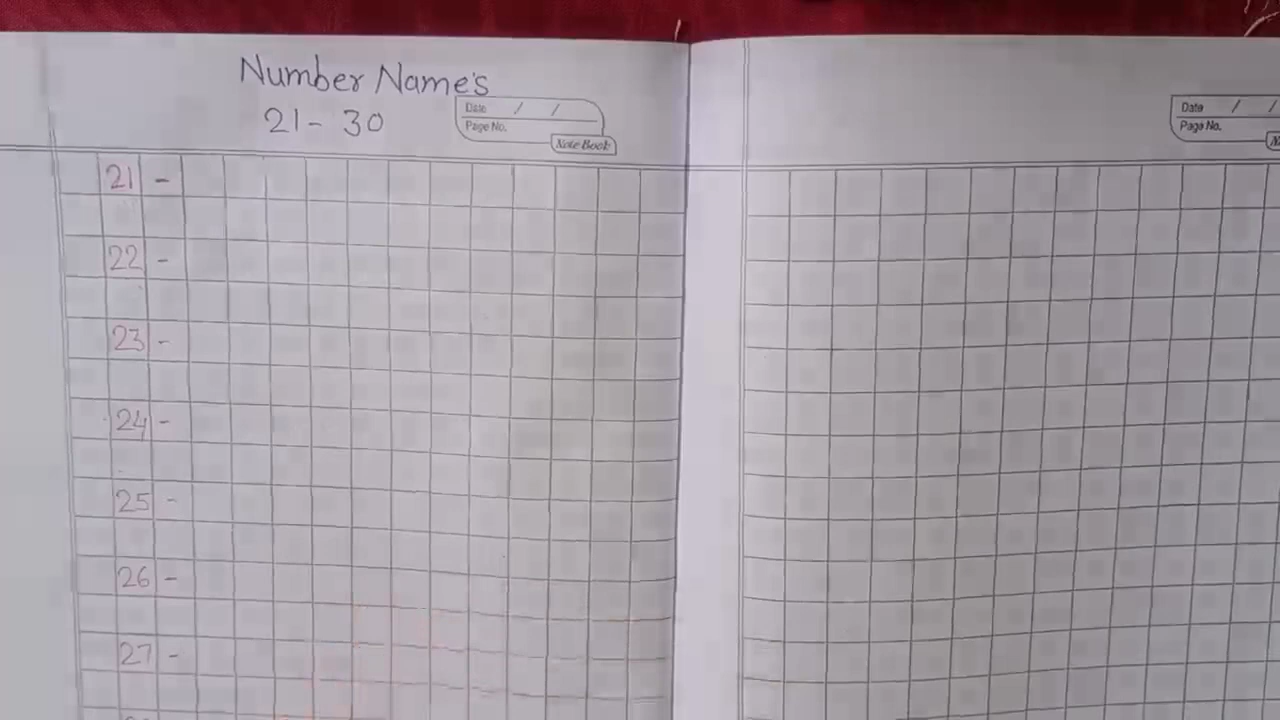 Number Name's
21 - 30
Date / /
Page No.
Note Book
21 -
22 -
23 -
24 -
25 -
26 -
27 -
Date / /
Page No.